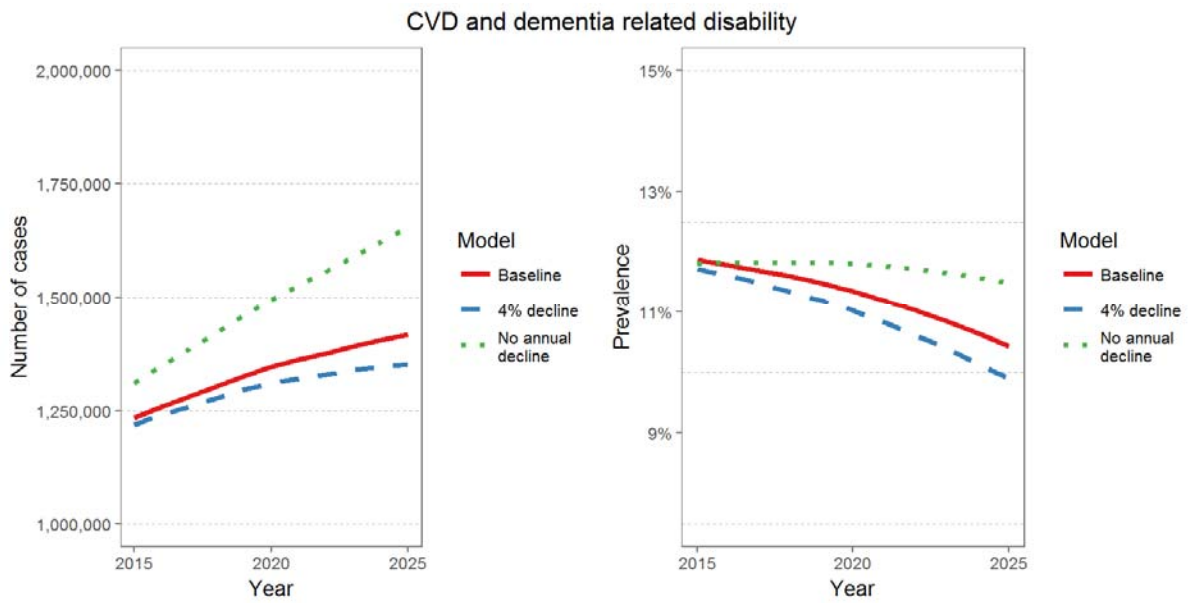 CVD and dementia related disability
Number of cases
2,000,000
1,750,000
1,500,000
1,250,000
1,000,000
2015
2020
2025
Year
Model
Baseline
4% decline
No annual
decline
Prevalence
15%
13%
11%
9%
2015
2020
2025
Year
Model
Baseline
4% decline
No annual
decline